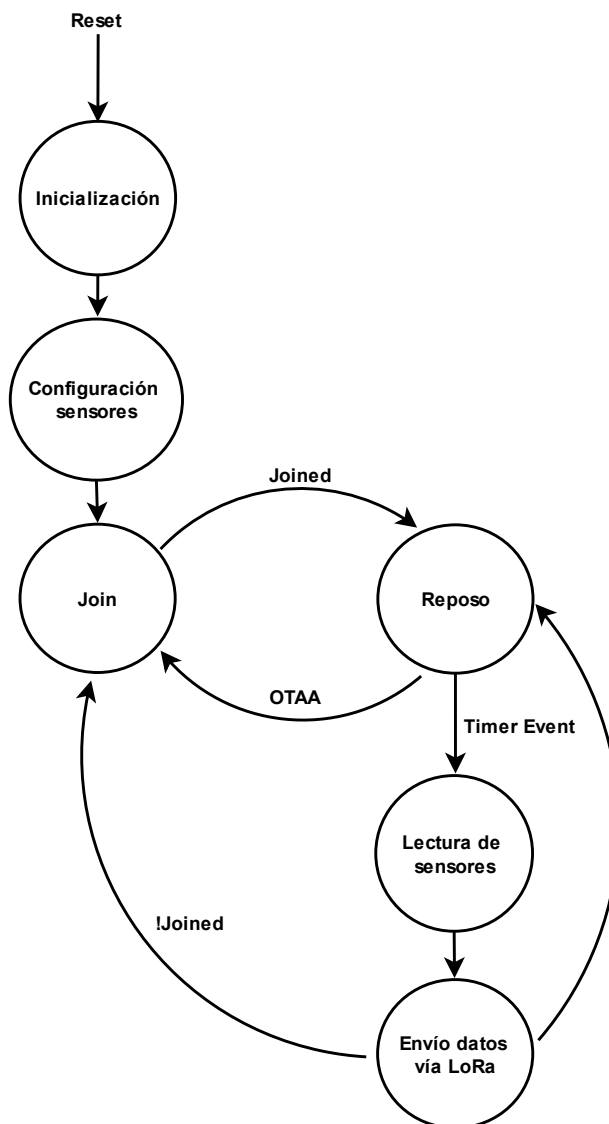 Reset
Inicialización
Configuración
sensores
Joined
Join
Reposo
OTAA
Timer Event
Lectura de
sensores
!Joined
Envío datos
vía LoRa